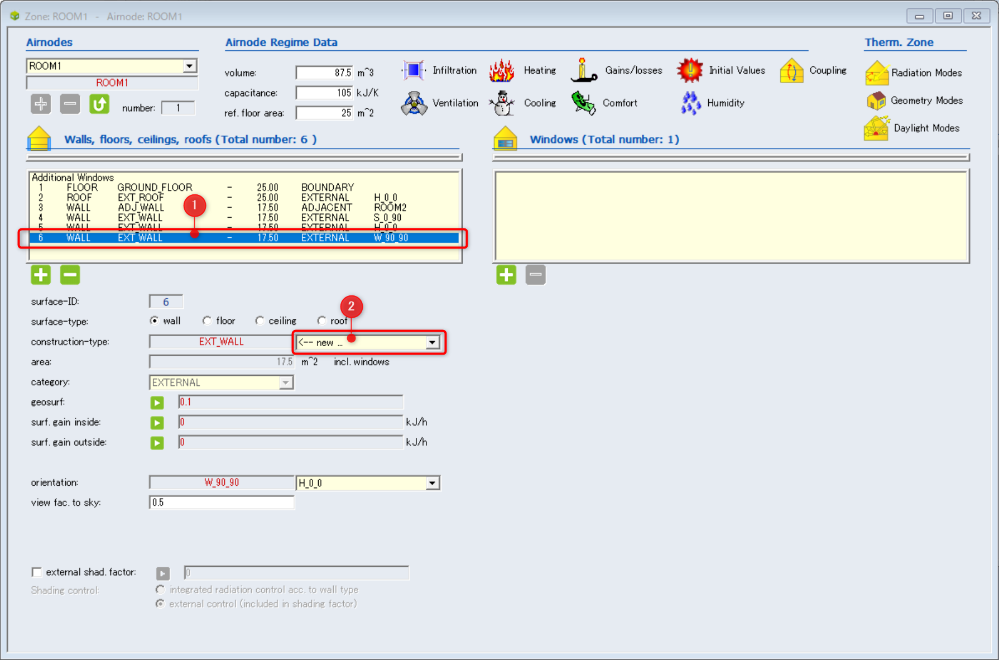 Zone: ROOM1  -  Airnode: ROOM1
Airnodes
Airnode Regime Data
Therm. Zone
ROOM1
ROOM1
number: 1
volume: 87.5 m^3
capacitance: 105 kJ/K
ref. floor area: 25 m^2
Infiltration
Heating
Gains/losses
Initial Values
Coupling
Ventilation
Cooling
Comfort
Humidity
Radiation Modes
Geometry Modes
Daylight Modes
Walls, floors, ceilings, roofs (Total number: 6 )
Windows (Total number: 1)
Additional Windows
1 FLOOR GROUND_FLOOR - 25.00 BOUNDARY
2 ROOF EXT_ROOF - 25.00 EXTERNAL H_0_0
3 WALL ADJ_WALL - 17.50 ADJACENT ROOM2
4 WALL EXT_WALL - 17.50 EXTERNAL S_0_90
5 WALL EXT_WALL - 17.50 EXTERNAL H_0_0
6 WALL EXT_WALL - 17.50 EXTERNAL W_90_90
1
surface-ID: 6
2
surface-type: wall floor ceiling roof
construction-type: EXT_WALL <-- new ...
area: 17.5 m^2 incl. windows
category: EXTERNAL
geosurf: 0.1
surf. gain inside: 0 kJ/h
surf. gain outside: 0 kJ/h
orientation: W_90_90 H_0_0
view fac. to sky: 0.5
external shad. factor: 0
Shading control: integrated radiation control acc. to wall type
external control (included in shading factor)